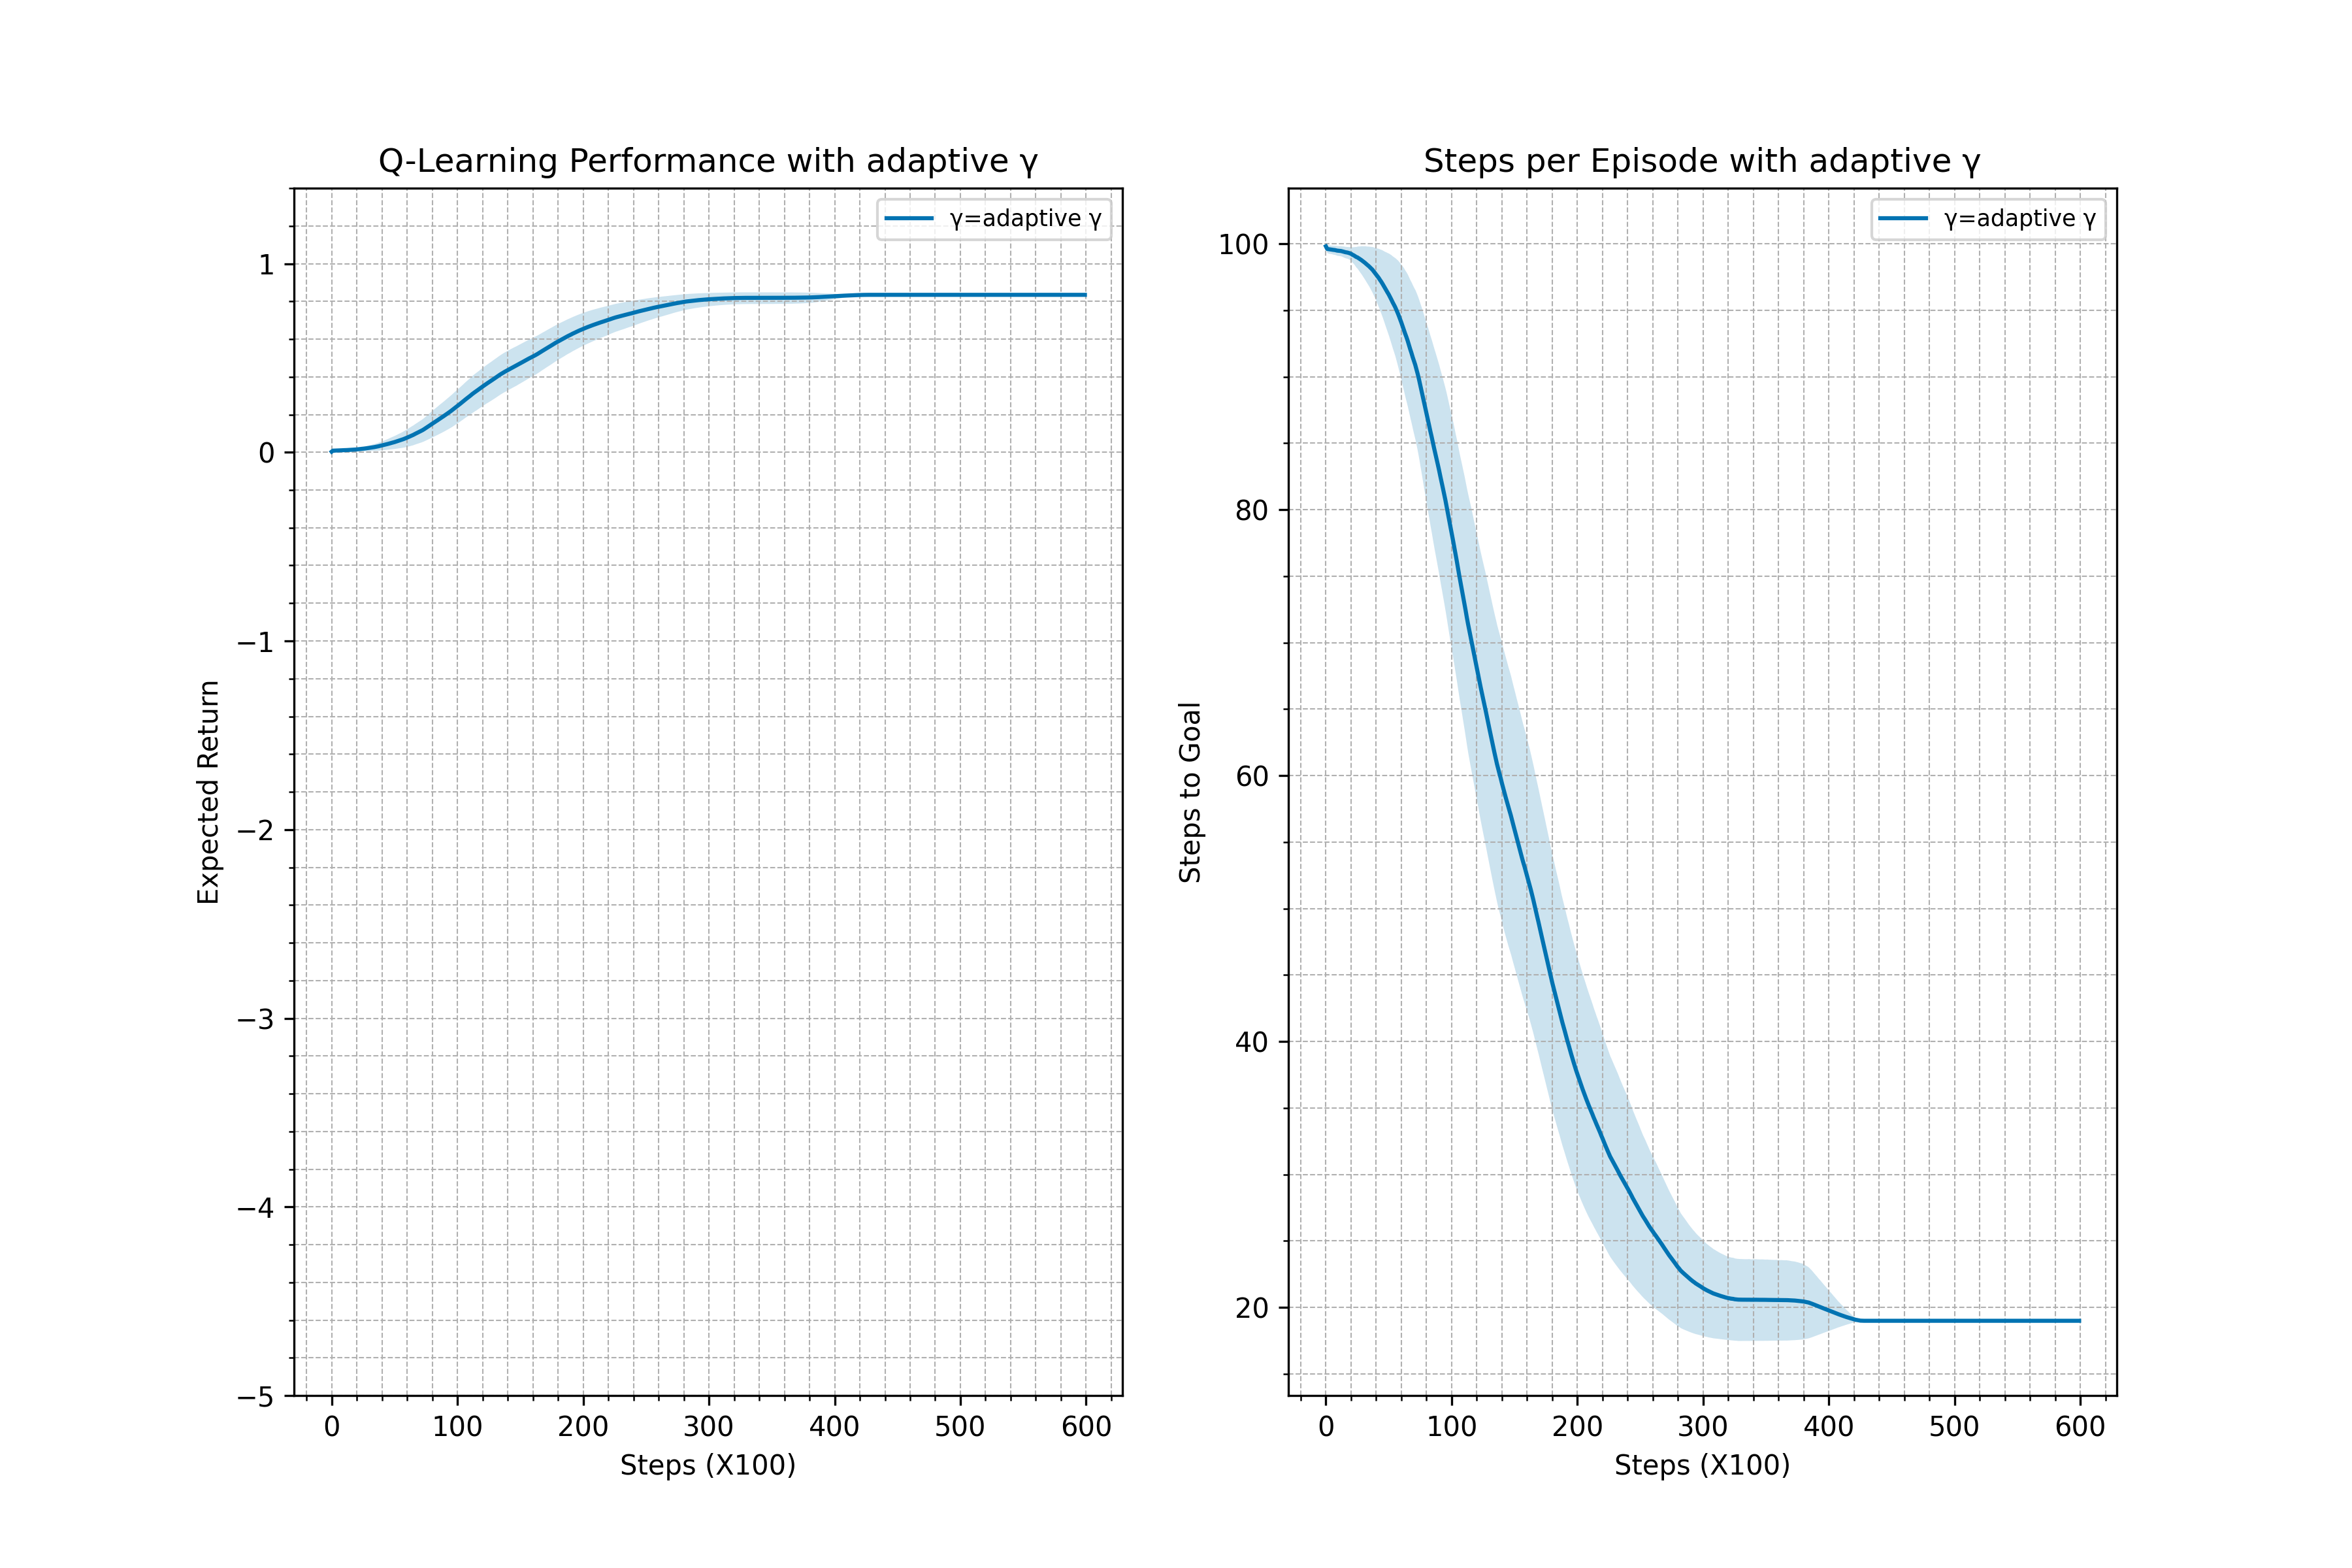 Q-Learning Performance with adaptive γ
γ=adaptive γ
1
0
−1
−2
−3
−4
−5
Expected Return
0 100 200 300 400 500 600
Steps (X100)
Steps per Episode with adaptive γ
γ=adaptive γ
100
80
60
40
20
Steps to Goal
0 100 200 300 400 500 600
Steps (X100)